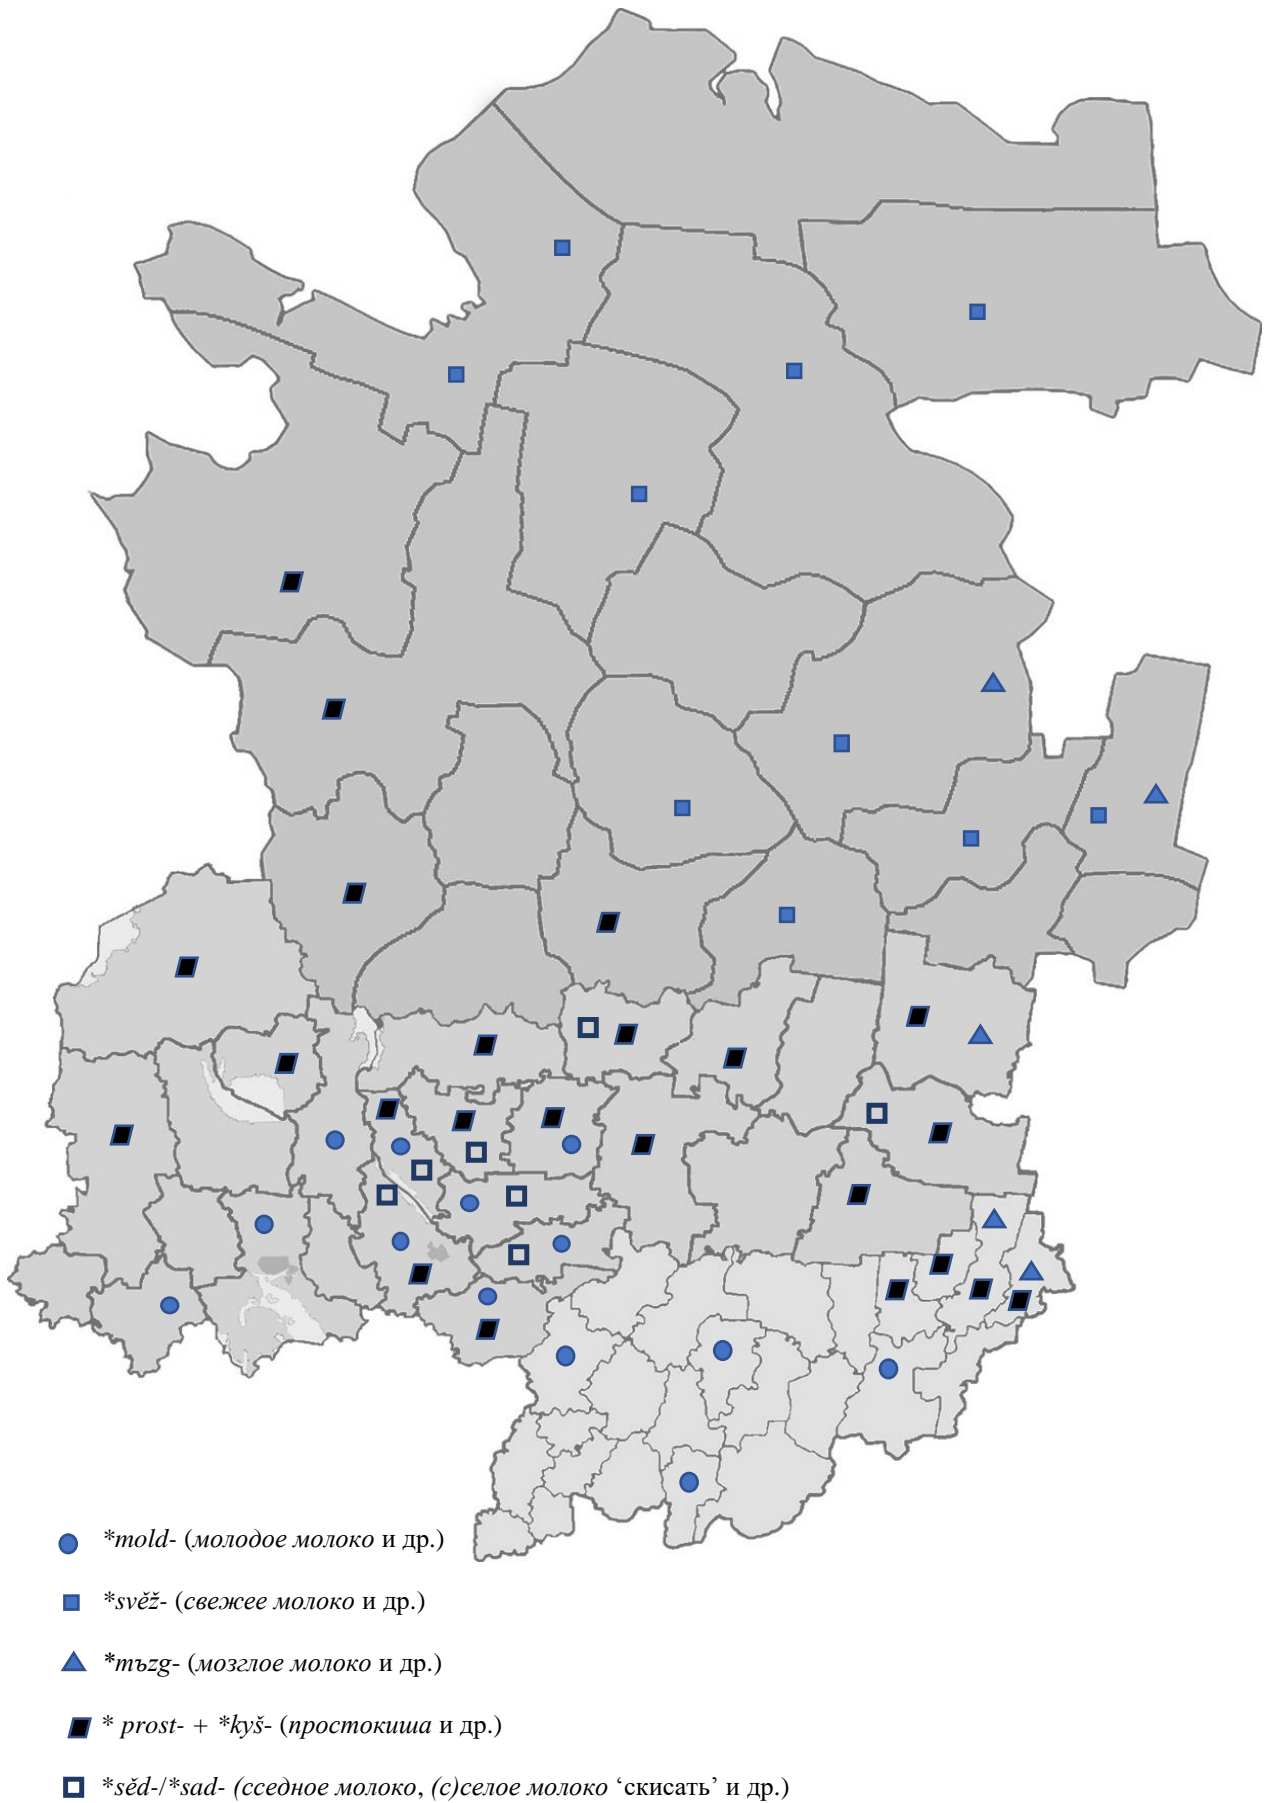 *mold- (молодое молоко и др.)
*svěž- (свежее молоко и др.)
*mъzg- (мозглое молоко и др.)
* prost- + *kyš- (простокиша и др.)
*sěd-/*sad- (сседное молоко, (с)селое молоко ‘скисать’ и др.)